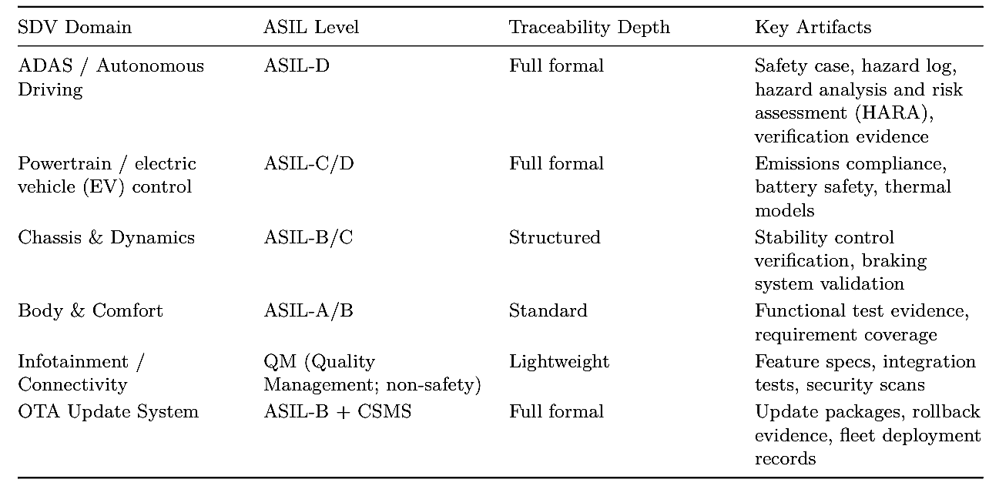 SDV Domain ASIL Level Traceability Depth Key Artifacts
ADAS / Autonomous ASIL-D Full formal Safety case, hazard log,
Driving hazard analysis and risk
assessment (HARA),
verification evidence
Powertrain / electric ASIL-C/D Full formal Emissions compliance,
vehicle (EV) control battery safety, thermal
models
Chassis & Dynamics ASIL-B/C Structured Stability control
verification, braking
system validation
Body & Comfort ASIL-A/B Standard Functional test evidence,
requirement coverage
Infotainment / QM (Quality Lightweight Feature specs, integration
Connectivity Management; non-safety) tests, security scans
OTA Update System ASIL-B + CSMS Full formal Update packages, rollback
evidence, fleet deployment
records